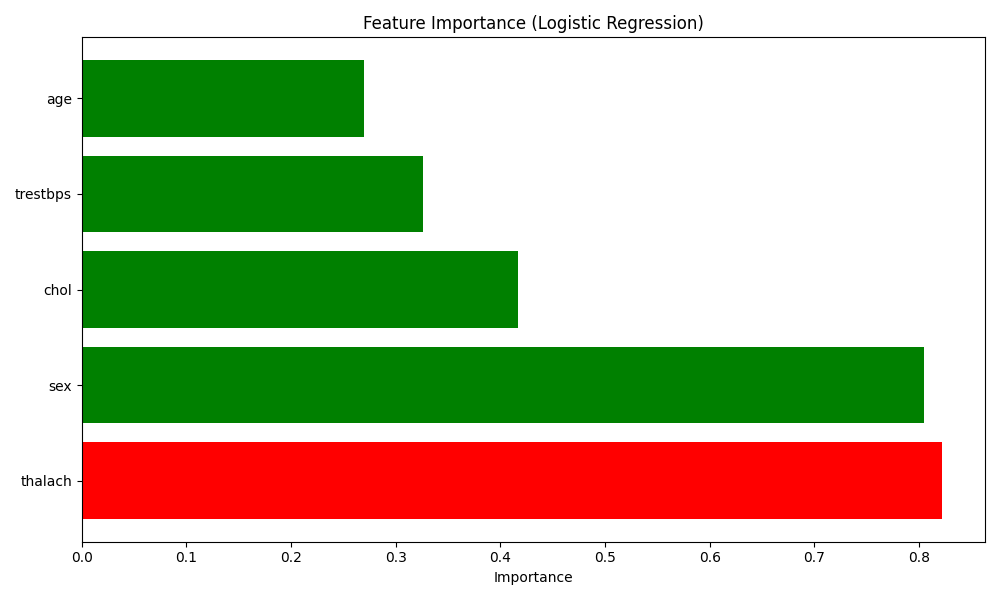 Feature Importance (Logistic Regression)
age
trestbps
chol
sex
thalach
0.0 0.1 0.2 0.3 0.4 0.5 0.6 0.7 0.8
Importance